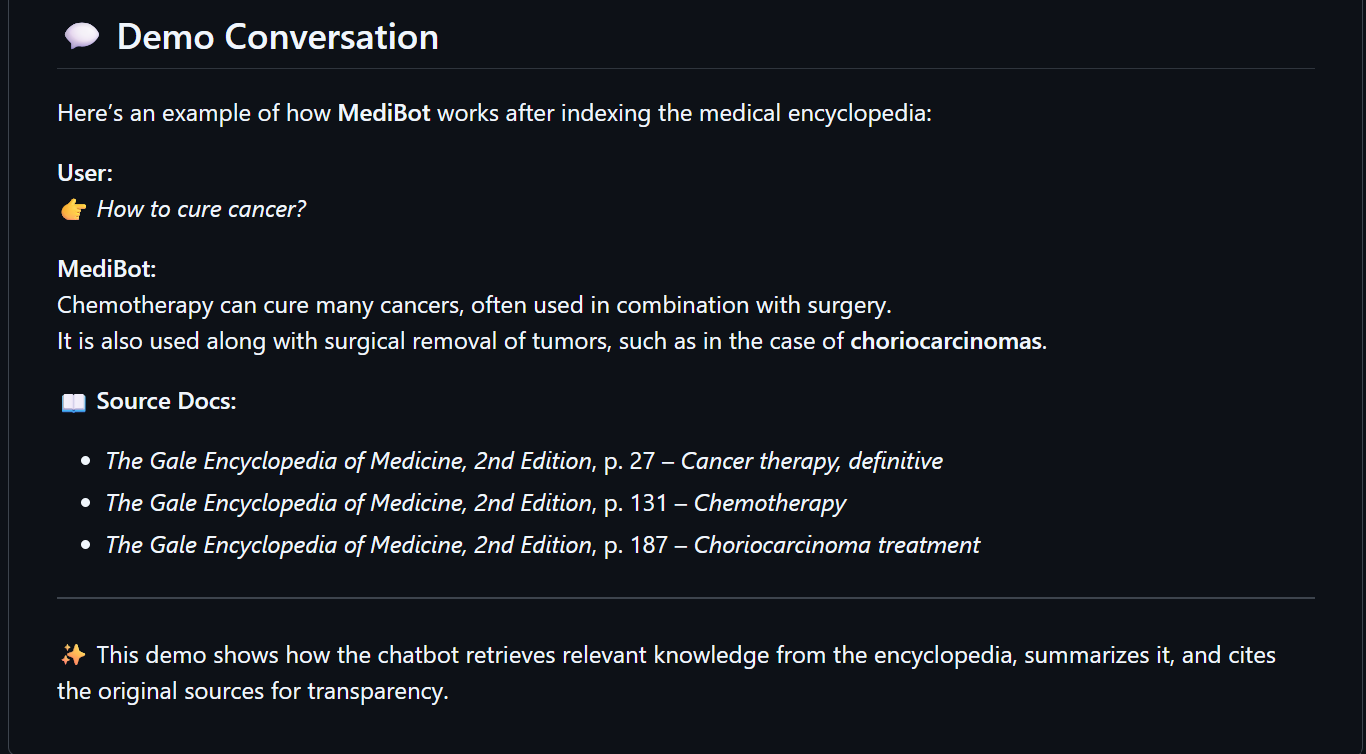 💬 Demo Conversation
Here’s an example of how MediBot works after indexing the medical encyclopedia:
User:
👉 How to cure cancer?
MediBot:
Chemotherapy can cure many cancers, often used in combination with surgery.
It is also used along with surgical removal of tumors, such as in the case of choriocarcinomas.
📖 Source Docs:
• The Gale Encyclopedia of Medicine, 2nd Edition, p. 27 – Cancer therapy, definitive
• The Gale Encyclopedia of Medicine, 2nd Edition, p. 131 – Chemotherapy
• The Gale Encyclopedia of Medicine, 2nd Edition, p. 187 – Choriocarcinoma treatment
✨ This demo shows how the chatbot retrieves relevant knowledge from the encyclopedia, summarizes it, and cites
the original sources for transparency.